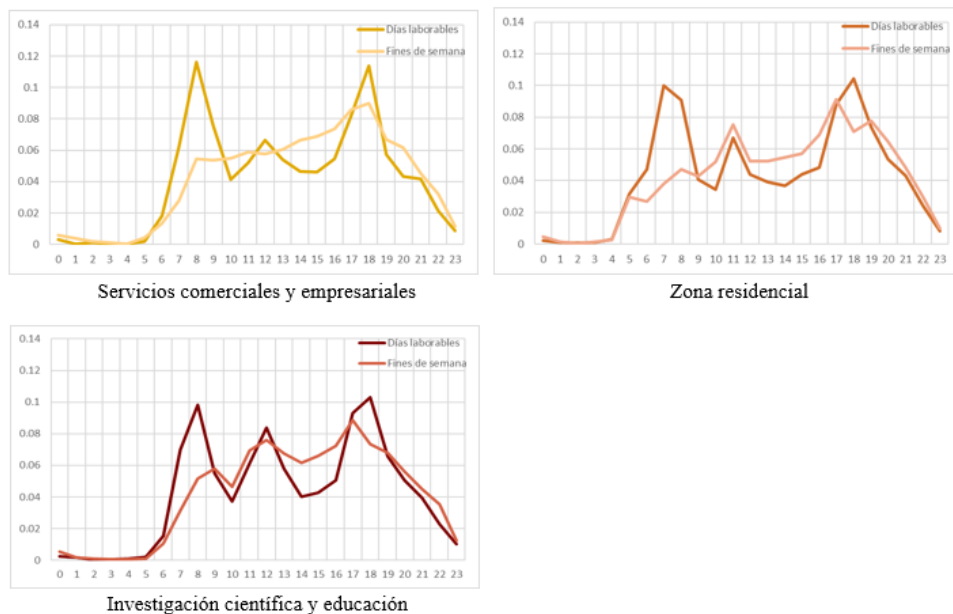 0.14
Días laborables
0.12
Fines de semana
0.1
0.08
0.06
0.04
0.02
0
0 1 2 3 4 5 6 7 8 9 10 11 12 13 14 15 16 17 18 19 20 21 22 23
Servicios comerciales y empresariales
0.14
Días laborables
0.12
Fines de semana
0.1
0.08
0.06
0.04
0.02
0
0 1 2 3 4 5 6 7 8 9 10 11 12 13 14 15 16 17 18 19 20 21 22 23
Zona residencial
0.14
Días laborables
0.12
Fines de semana
0.1
0.08
0.06
0.04
0.02
0
0 1 2 3 4 5 6 7 8 9 10 11 12 13 14 15 16 17 18 19 20 21 22 23
Investigación científica y educación